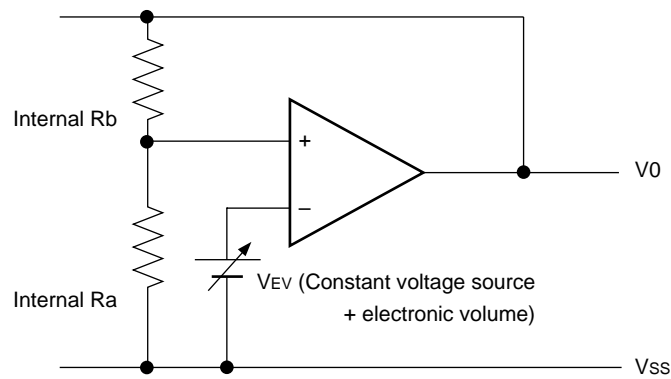 Internal Rb
+
V0
–
Internal Ra
VEV (Constant voltage source
+ electronic volume)
VSS